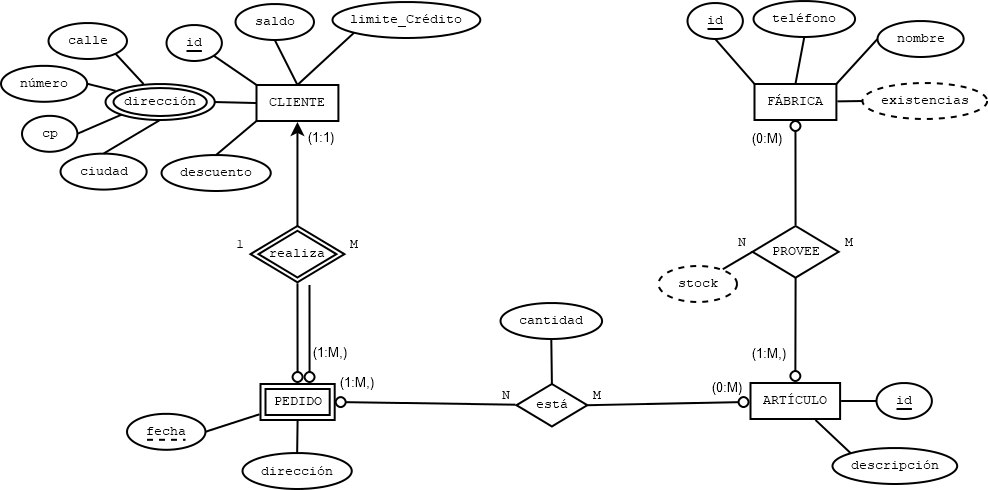 saldo
limite_Crédito
id
teléfono
calle
id
nombre
número
dirección
CLIENTE
FÁBRICA
existencias
cp
(1:1)
(0:M)
ciudad
descuento
1
M
realiza
N
M
PROVEE
stock
cantidad
(1:M,)
(1:M,)
(1:M,)
(0:M)
N
M
PEDIDO
está
ARTÍCULO
id
fecha
dirección
descripción